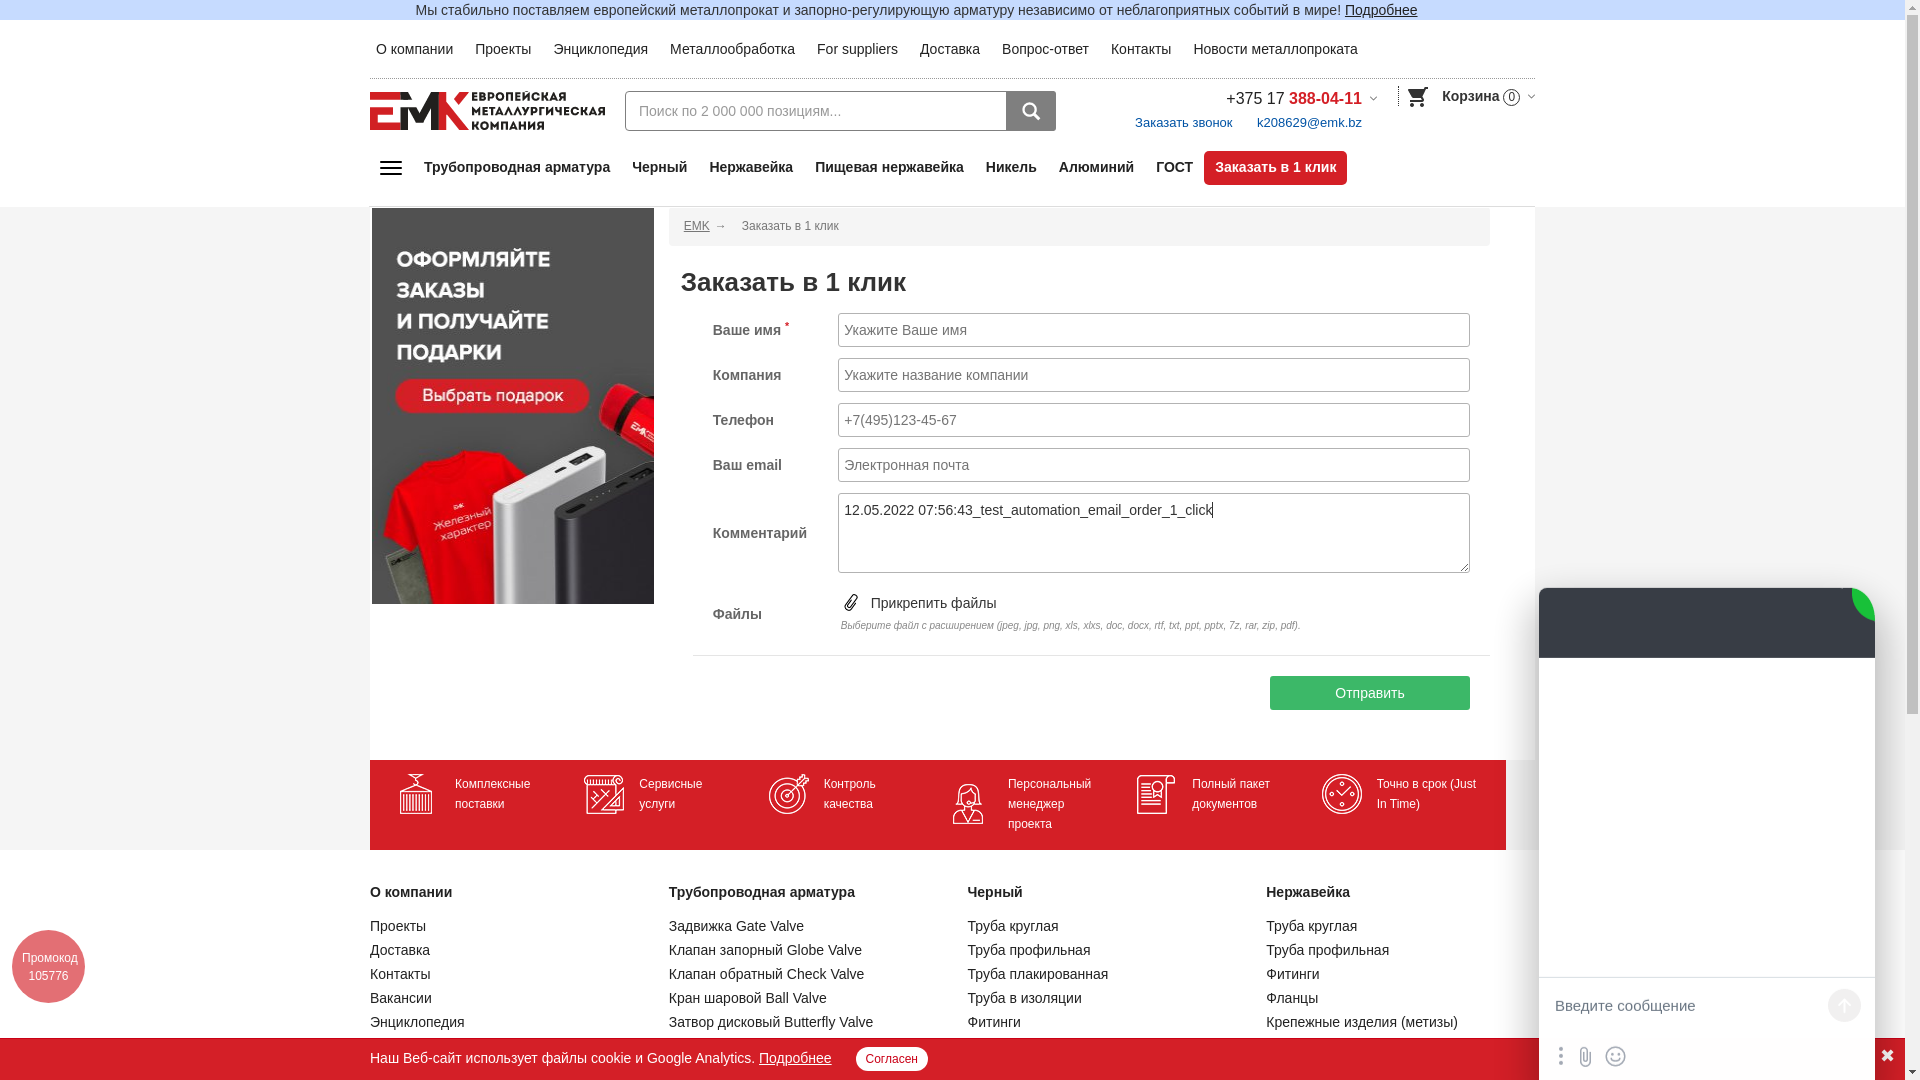 Мы стабильно поставляем европейский металлопрокат и запорно-регулирующую арматуру независимо от неблагоприятных событий в мире! Подробнее
О компании Проекты Энциклопедия Металлообработка For suppliers Доставка Вопрос-ответ Контакты Новости металлопроката
ЕМК ЕВРОПЕЙСКАЯ МЕТАЛЛУРГИЧЕСКАЯ КОМПАНИЯ
Поиск по 2 000 000 позициям...
+375 17 388-04-11
Корзина 0
Заказать звонок k208629@emk.bz
Трубопроводная арматура Черный Нержавейка Пищевая нержавейка Никель Алюминий ГОСТ Заказать в 1 клик
ОФОРМЛЯЙТЕ
ЗАКАЗЫ
И ПОЛУЧАЙТЕ
ПОДАРКИ
Выбрать подарок
ЕМК
ЕМК
Железный
характер
EMK → Заказать в 1 клик
Заказать в 1 клик
Ваше имя * Укажите Ваше имя
Компания Укажите название компании
Телефон +7(495)123-45-67
Ваш email Электронная почта
Комментарий 12.05.2022 07:56:43_test_automation_email_order_1_click
Файлы Прикрепить файлы
Выберите файл с расширением (jpeg, jpg, png, xls, xlxs, doc, docx, rtf, txt, ppt, pptx, 7z, rar, zip, pdf).
Отправить
Комплексные
поставки
Сервисные
услуги
Контроль
качества
Персональный
менеджер
проекта
Полный пакет
документов
Точно в срок (Just
In Time)
О компании
Проекты
Доставка
Контакты
Вакансии
Энциклопедия
Трубопроводная арматура
Задвижка Gate Valve
Клапан запорный Globe Valve
Клапан обратный Check Valve
Кран шаровой Ball Valve
Затвор дисковый Butterfly Valve
Черный
Труба круглая
Труба профильная
Труба плакированная
Труба в изоляции
Фитинги
Нержавейка
Труба круглая
Труба профильная
Фитинги
Фланцы
Крепежные изделия (метизы)
Промокод
105776
Введите сообщение
Наш Веб-сайт использует файлы cookie и Google Analytics. Подробнее Согласен